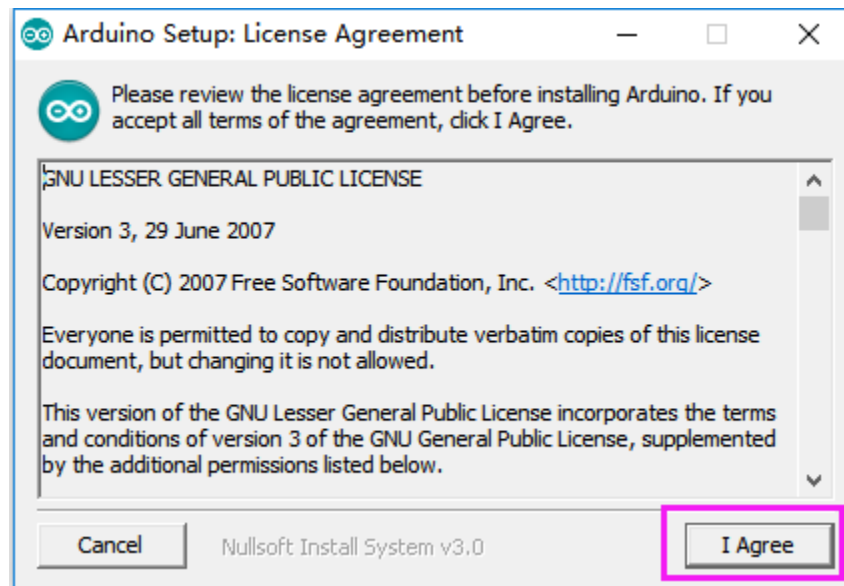 Arduino Setup: License Agreement
Please review the license agreement before installing Arduino. If you
accept all terms of the agreement, click I Agree.
GNU LESSER GENERAL PUBLIC LICENSE
Version 3, 29 June 2007
Copyright (C) 2007 Free Software Foundation, Inc. <http://fsf.org/>
Everyone is permitted to copy and distribute verbatim copies of this license
document, but changing it is not allowed.
This version of the GNU Lesser General Public License incorporates the terms
and conditions of version 3 of the GNU General Public License, supplemented
by the additional permissions listed below.
Cancel
Nullsoft Install System v3.0
I Agree